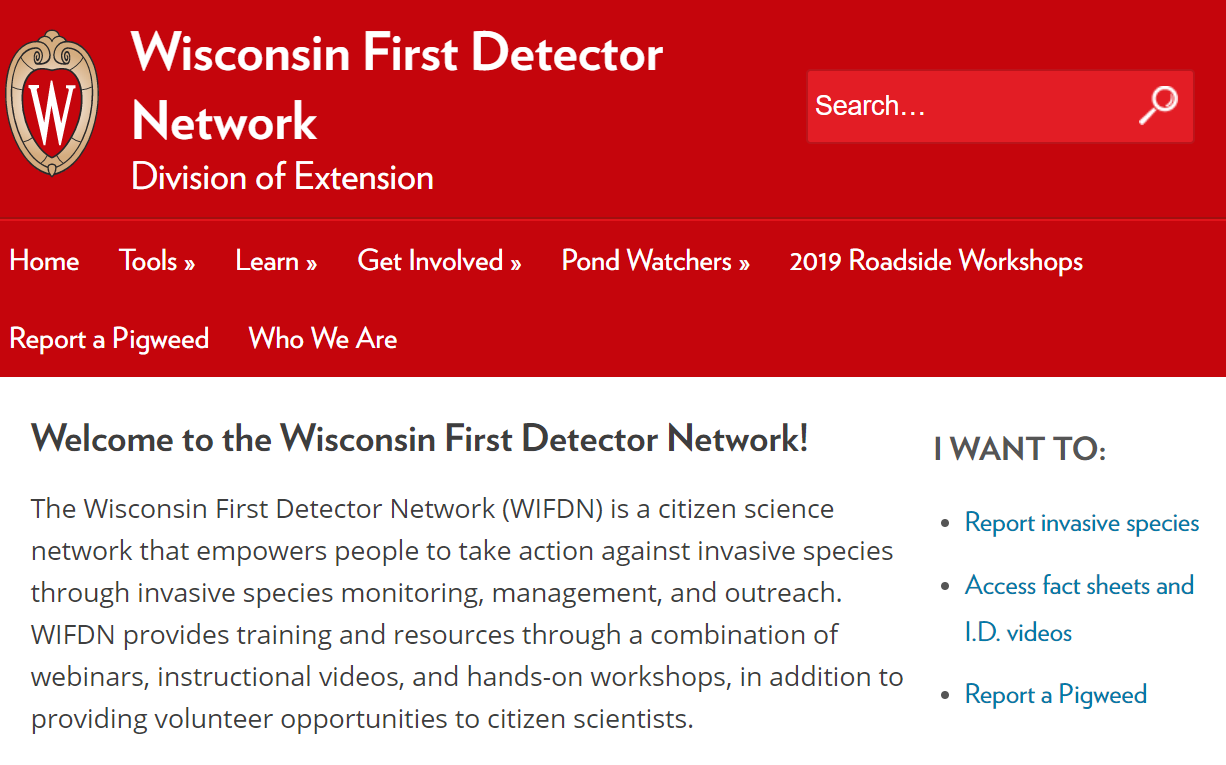 W
Wisconsin First Detector
Network
Division of Extension
Search...
Home Tools » Learn » Get Involved » Pond Watchers » 2019 Roadside Workshops
Report a Pigweed Who We Are
Welcome to the Wisconsin First Detector Network!
The Wisconsin First Detector Network (WIFDN) is a citizen science
network that empowers people to take action against invasive species
through invasive species monitoring, management, and outreach.
WIFDN provides training and resources through a combination of
webinars, instructional videos, and hands-on workshops, in addition to
providing volunteer opportunities to citizen scientists.
I WANT TO:
• Report invasive species
• Access fact sheets and
I.D. videos
• Report a Pigweed